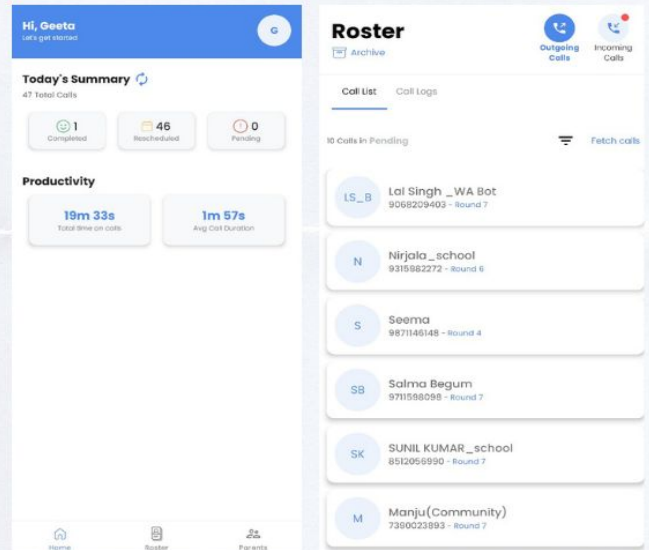 Hi, Geeta
Let's get started
G
Today's Summary
47 Total Calls
1
Completed
46
Rescheduled
0
Pending
Productivity
19m 33s
Total time on calls
1m 57s
Avg Call Duration
Home
Roster
Parents
Roster
Archive
Outgoing
Calls
Incoming
Calls
Call List
Call Logs
10 Calls in Pending
Fetch calls
LS_B
Lal Singh _WA Bot
9068209403 - Round 7
N
Nirjala_school
9315982272 - Round 6
S
Seema
9871146148 - Round 4
SB
Salma Begum
9711598098 - Round 7
SK
SUNIL KUMAR_school
8512056990 - Round 7
M
Manju(Community)
7390023893 - Round 7